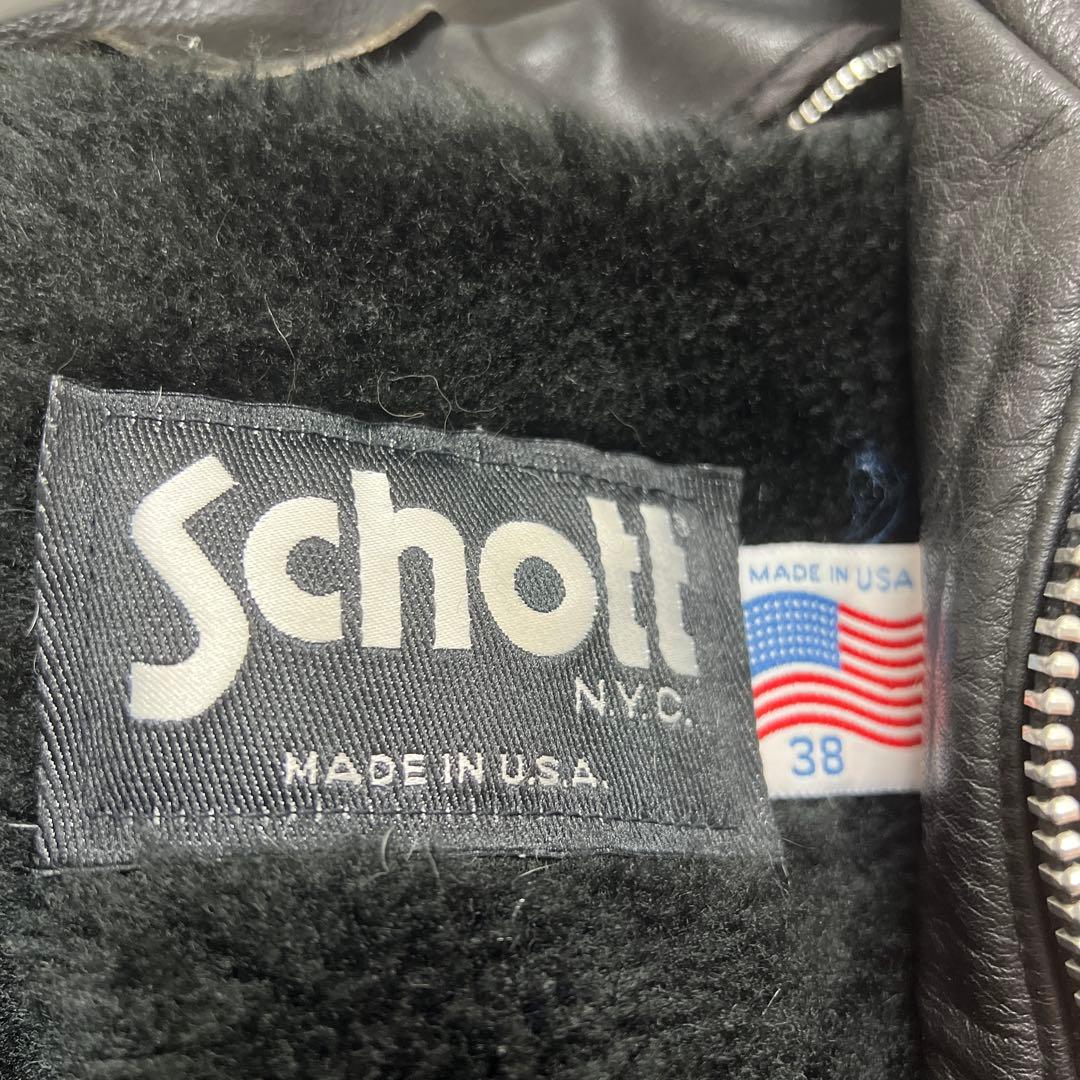 Schott®
N.Y.C.
MADE IN U.S.A.
MADE IN USA
38